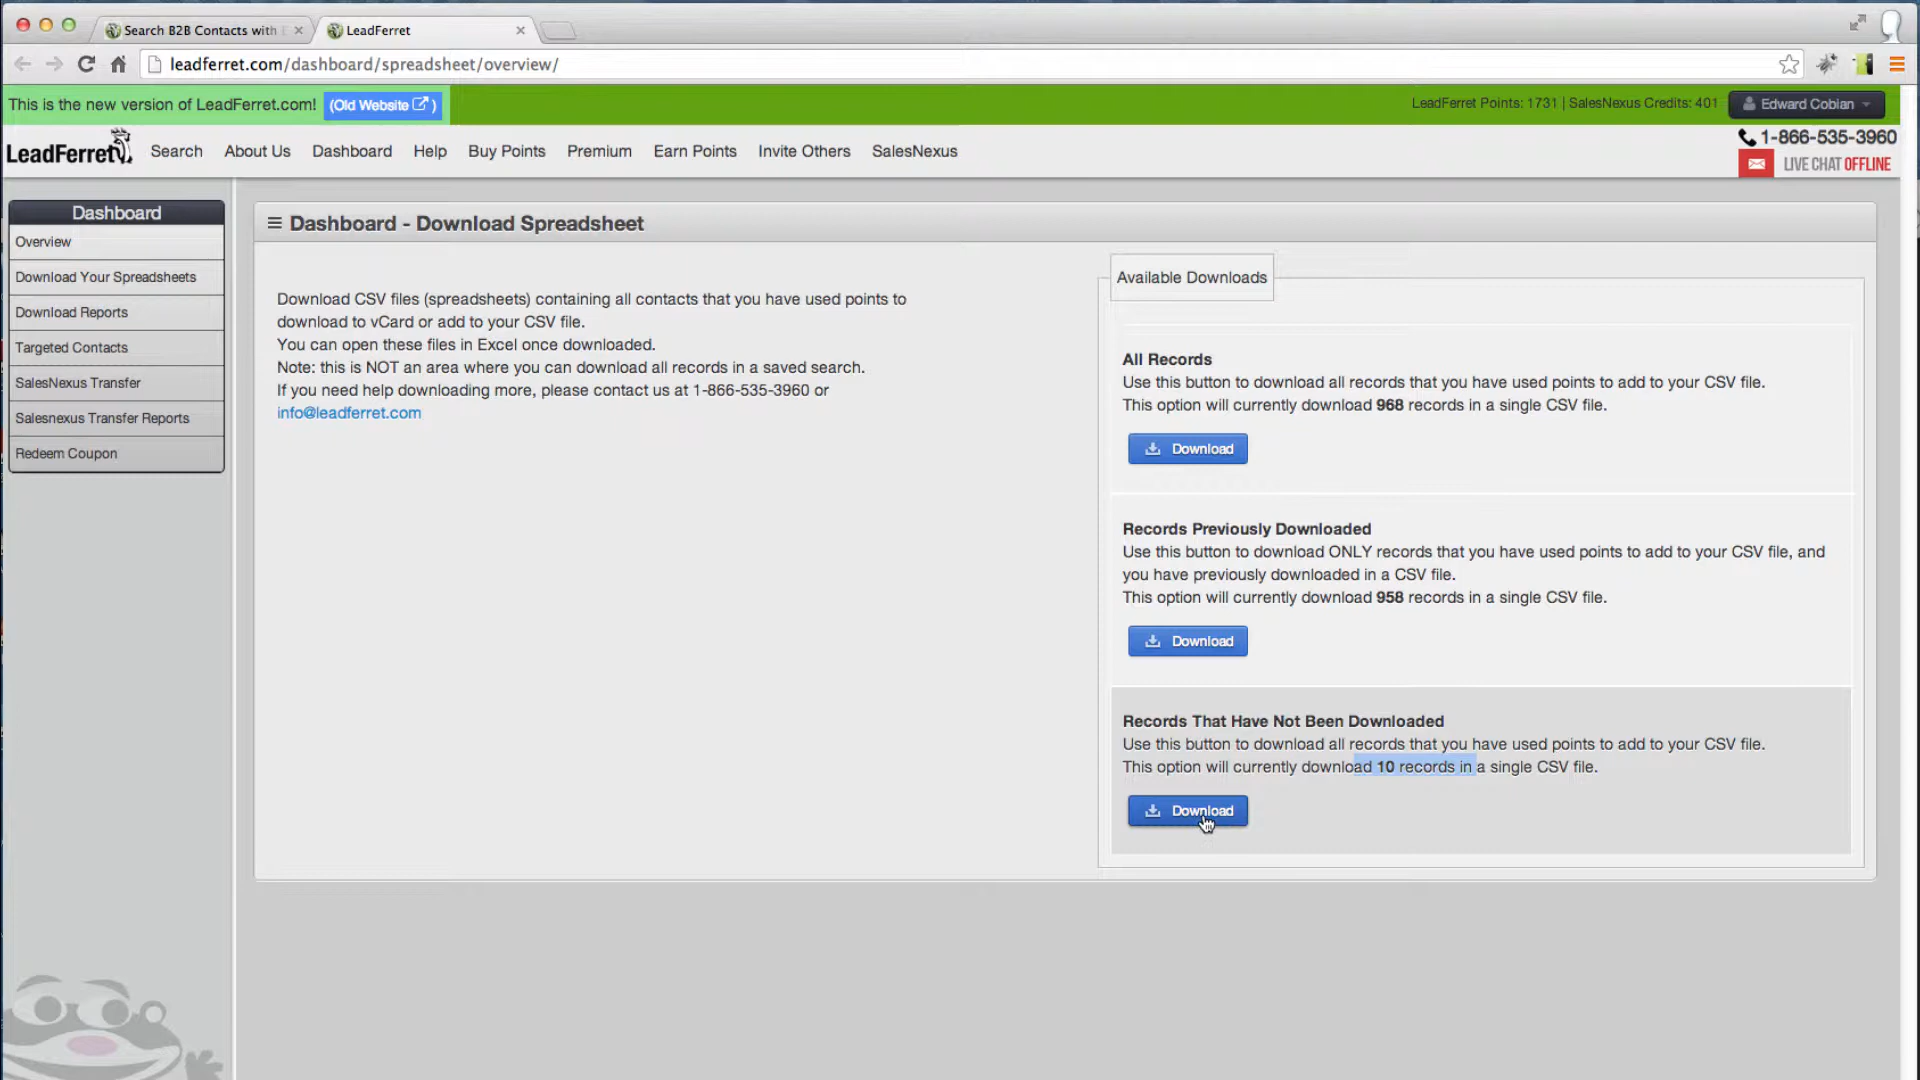 Search B2B Contacts with
LeadFerret
leadferret.com/dashboard/spreadsheet/overview/
This is the new version of LeadFerret.com! (Old Website )
LeadFerret Points: 1731 | SalesNexus Credits: 401
Edward Cobian
LeadFerret
Search About Us Dashboard Help Buy Points Premium Earn Points Invite Others SalesNexus
1-866-535-3960
LIVE CHAT OFFLINE
Dashboard
Overview
Download Your Spreadsheets
Download Reports
Targeted Contacts
SalesNexus Transfer
Salesnexus Transfer Reports
Redeem Coupon
Dashboard - Download Spreadsheet
Download CSV files (spreadsheets) containing all contacts that you have used points to
download to vCard or add to your CSV file.
You can open these files in Excel once downloaded.
Note: this is NOT an area where you can download all records in a saved search.
If you need help downloading more, please contact us at 1-866-535-3960 or
info@leadferret.com
Available Downloads
All Records
Use this button to download all records that you have used points to add to your CSV file.
This option will currently download 968 records in a single CSV file.
Download
Records Previously Downloaded
Use this button to download ONLY records that you have used points to add to your CSV file, and
you have previously downloaded in a CSV file.
This option will currently download 958 records in a single CSV file.
Download
Records That Have Not Been Downloaded
Use this button to download all records that you have used points to add to your CSV file.
This option will currently download 10 records in a single CSV file.
Download